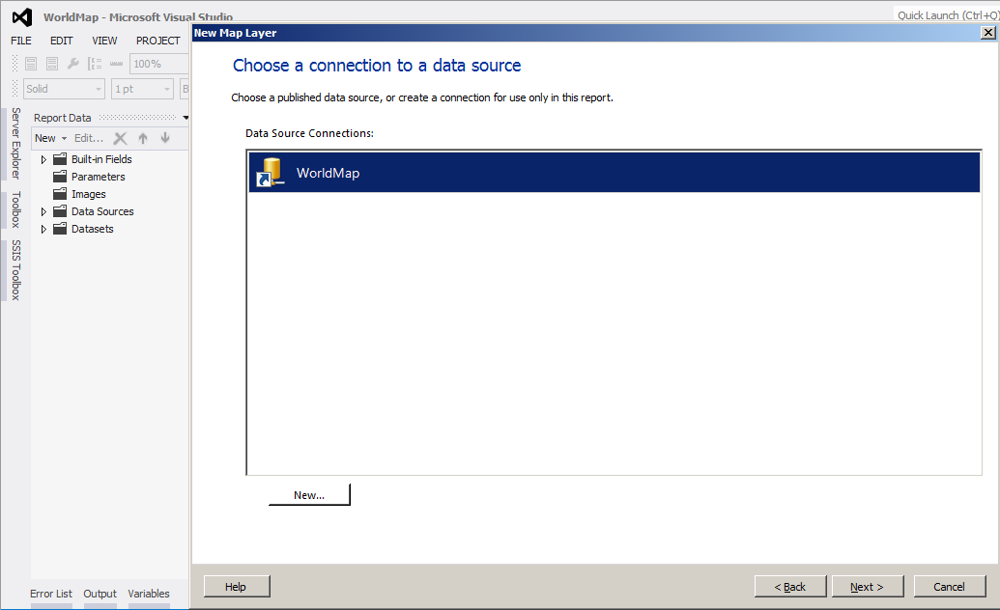 WorldMap - Microsoft Visual Studio
Quick Launch (Ctrl+Q)
FILE EDIT VIEW PROJECT
100%
Solid 1 pt B
Server Explorer
Toolbox
SSIS Toolbox
Report Data
New Edit...
Built-in Fields
Parameters
Images
Data Sources
Datasets
Error List Output Variables
New Map Layer
Choose a connection to a data source
Choose a published data source, or create a connection for use only in this report.
Data Source Connections:
WorldMap
New...
Help < Back Next > Cancel